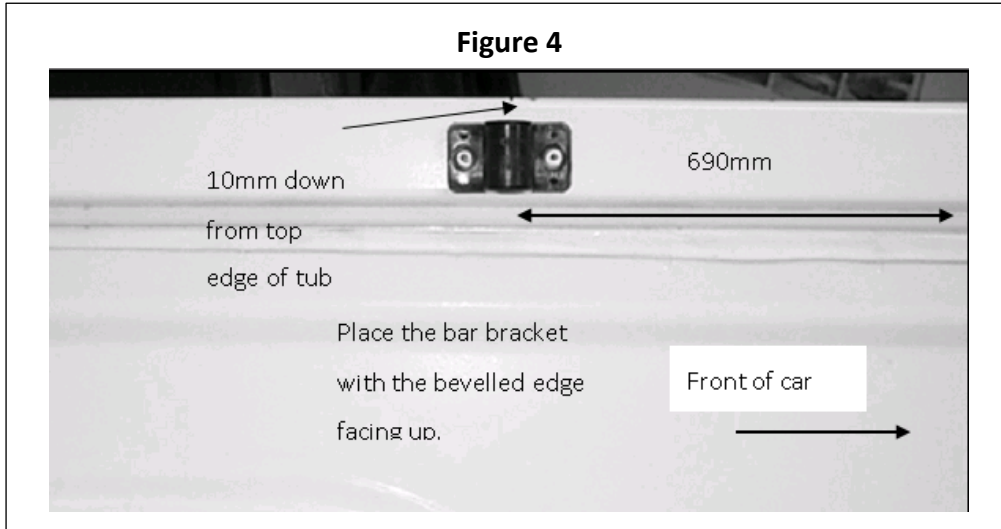 Figure 4
10mm down
from top
edge of tub
690mm
Place the bar bracket
with the bevelled edge
facing up.
Front of car